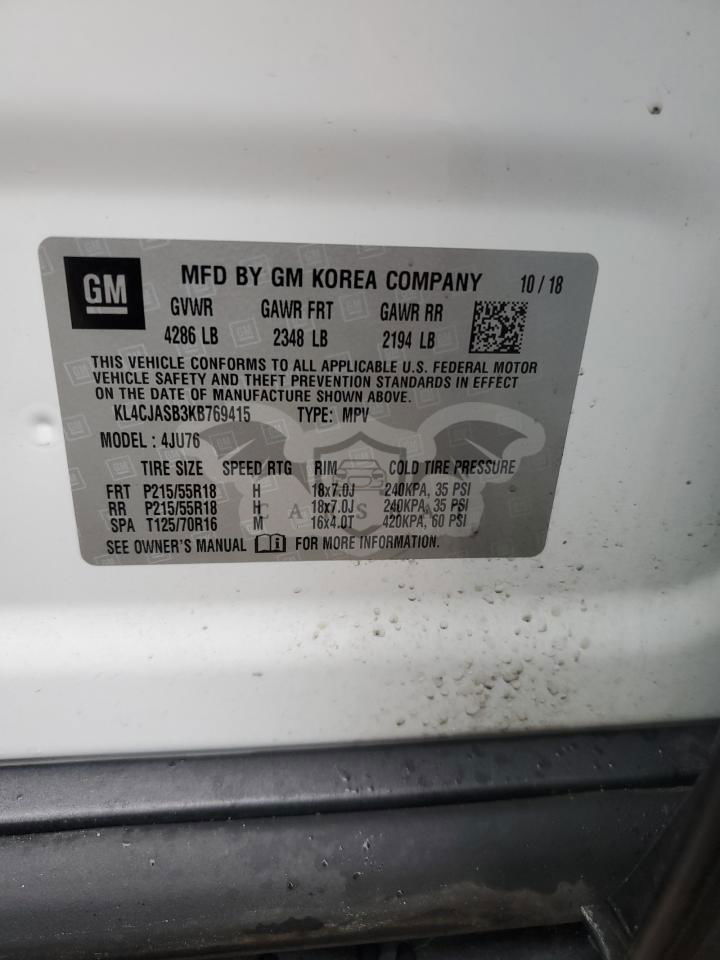 GM MFD BY GM KOREA COMPANY 10 / 18
GVWR GAWR FRT GAWR RR
4286 LB 2348 LB 2194 LB
THIS VEHICLE CONFORMS TO ALL APPLICABLE U.S. FEDERAL MOTOR
VEHICLE SAFETY AND THEFT PREVENTION STANDARDS IN EFFECT
ON THE DATE OF MANUFACTURE SHOWN ABOVE.
KL4CJASB3KB769415 TYPE: MPV
MODEL : 4JU76
TIRE SIZE SPEED RTG RIM COLD TIRE PRESSURE
FRT P215/55R18 H 18x7.0J 240KPA, 35 PSI
RR P215/55R18 H 18x7.0J 240KPA, 35 PSI
SPA T125/70R16 M 16x4.0T 420KPA, 60 PSI
SEE OWNER'S MANUAL FOR MORE INFORMATION.